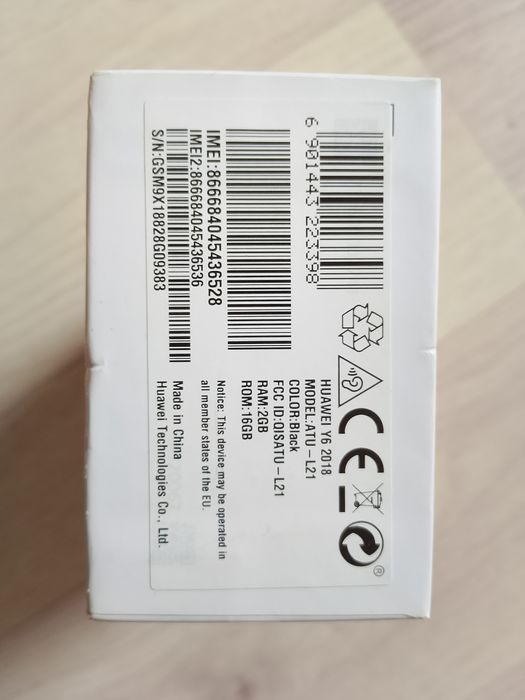 6 901443 223398
IMEI:866684045436528
IMEI2:866684045436536
S/N:GSM9X18828G09383
HUAWEI Y6 2018
MODEL:ATU-L21
COLOR:Black
FCC ID:QISATU-L21
RAM:2GB
ROM:16GB
Notice: This device may be operated in
all member states of the EU.
Made in China
Huawei Technologies Co., Ltd.
CE
®